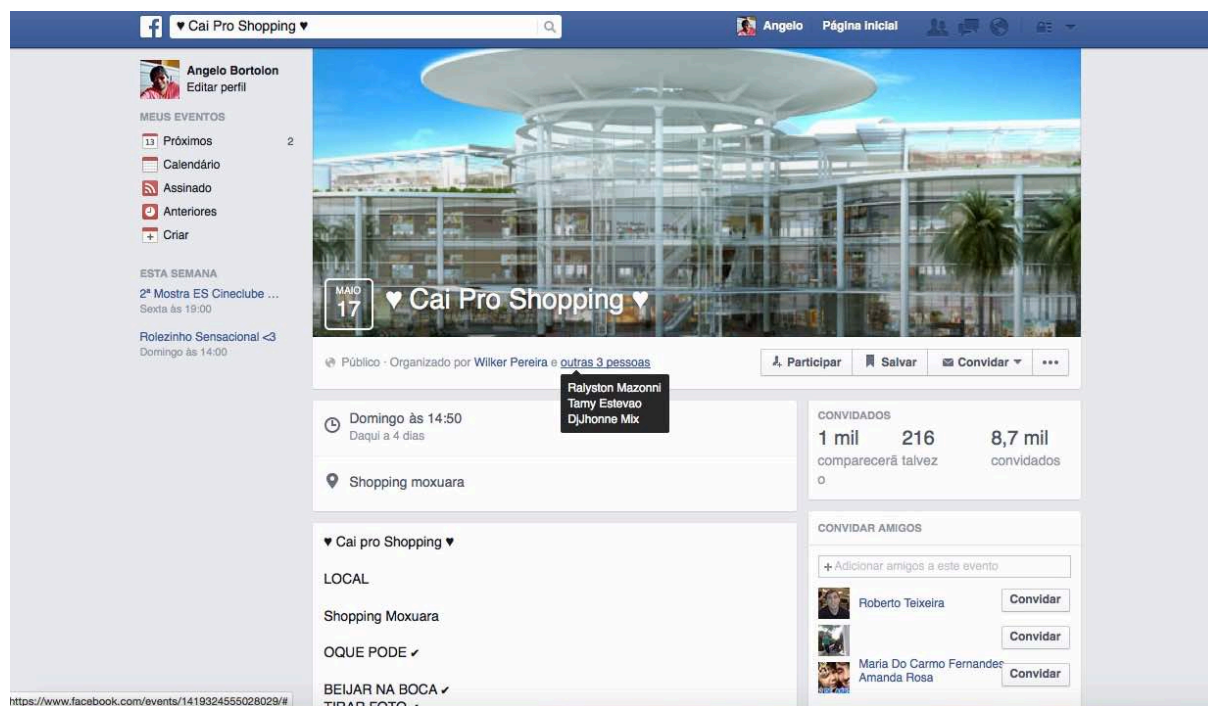 ♥ Cai Pro Shopping ♥
Angelo
Página inicial
Angelo Bortolon
Editar perfil
MEUS EVENTOS
13 Próximos 2
Calendário
Assinado
Anteriores
Criar
ESTA SEMANA
2ª Mostra ES Cineclube ...
Sexta às 19:00
Rolezinho Sensacional <3
Domingo às 14:00
MAIO
17
♥ Cai Pro Shopping ♥
Público · Organizado por Wilker Pereira e outras 3 pessoas
Ralyston Mazonni
Tamy Estevao
DjJhonne Mix
Participar
Salvar
Convidar
Domingo às 14:50
Daqui a 4 dias
Shopping moxuara
♥ Cai pro Shopping ♥
LOCAL
Shopping Moxuara
OQUE PODE ✔
BEIJAR NA BOCA ✔
TIRAR FOTO ✔
CONVIDADOS
1 mil 216 8,7 mil
comparecerã talvez convidados
o
CONVIDAR AMIGOS
+ Adicionar amigos a este evento
Roberto Teixeira
Convidar
Convidar
Maria Do Carmo Fernandes
Amanda Rosa
Convidar
https://www.facebook.com/events/1419324555028029/#